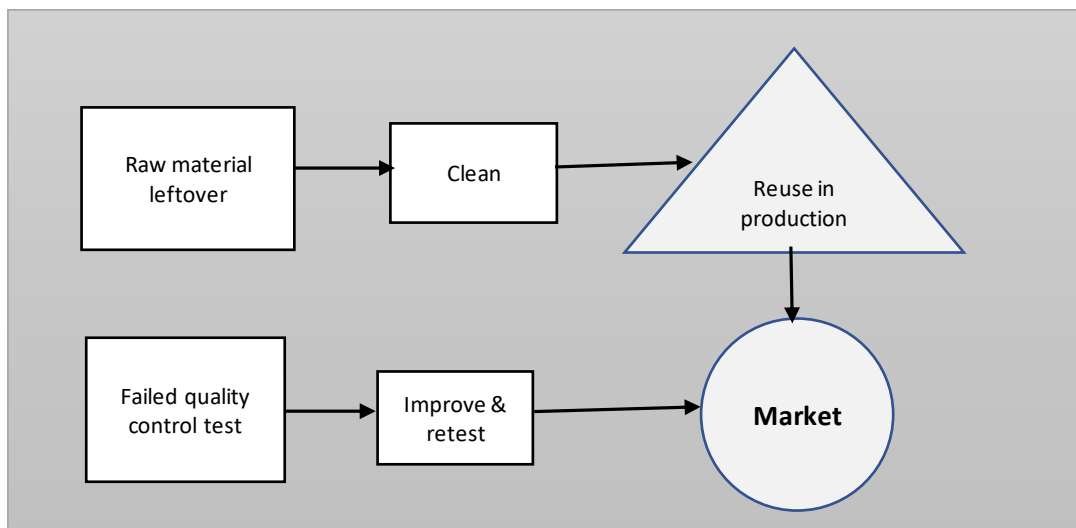 Raw material
leftover
Clean
Reuse in
production
Failed quality
control test
Improve &
retest
Market